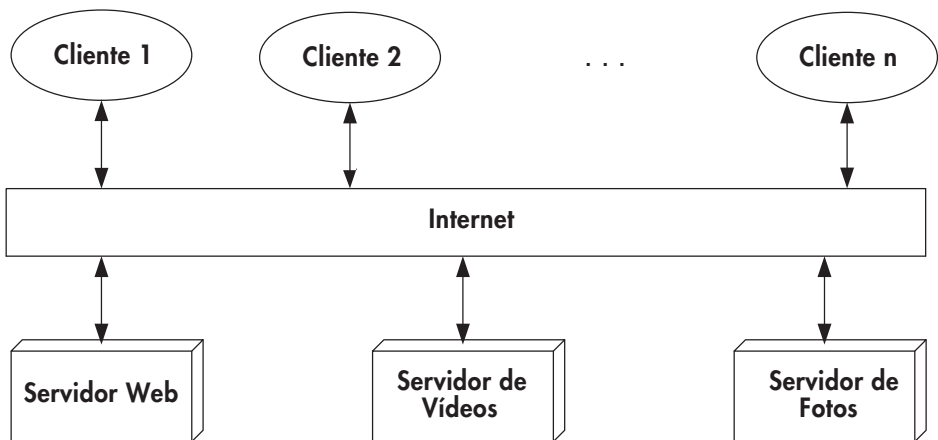 Cliente 1
Cliente 2
. . .
Cliente n
Internet
Servidor Web
Servidor de
Vídeos
Servidor de
Fotos